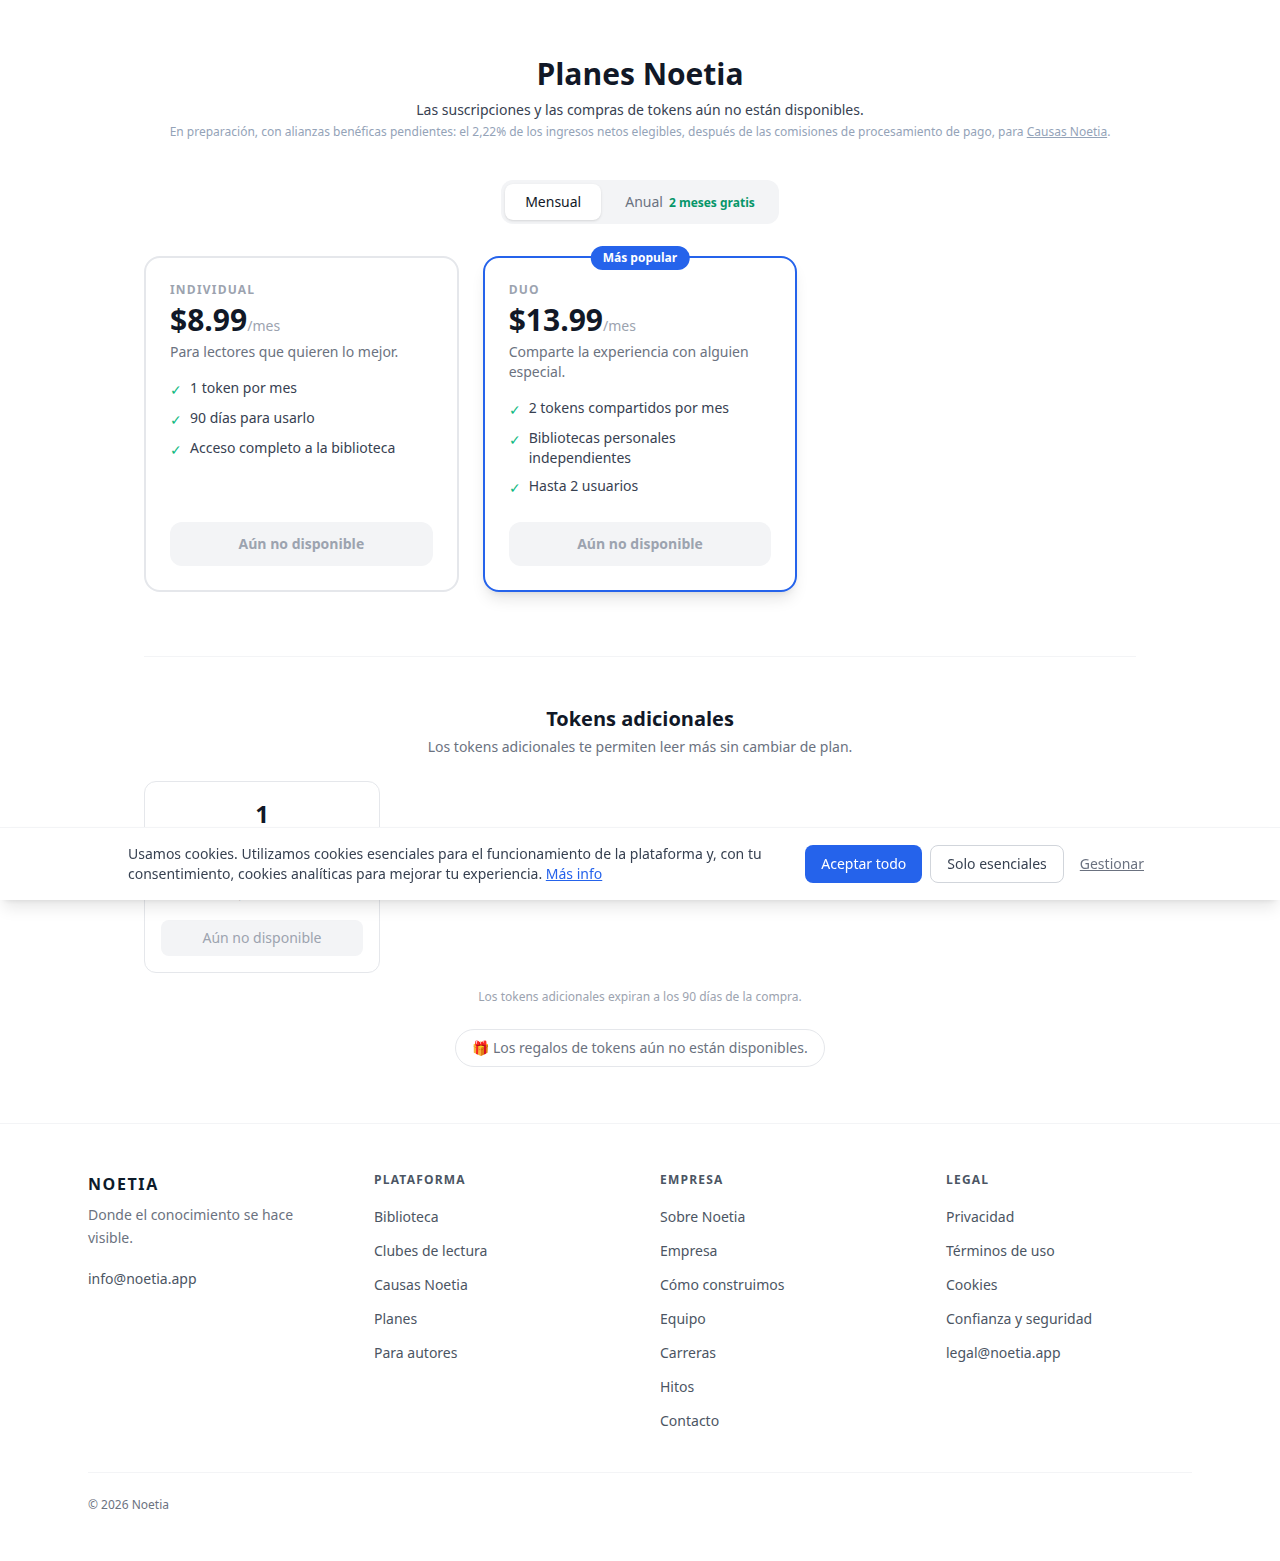 Planes Noetia
Las suscripciones y las compras de tokens aún no están disponibles.
En preparación, con alianzas benéficas pendientes: el 2,22% de los ingresos netos elegibles, después de las comisiones de procesamiento de pago, para Causas Noetia.
Mensual
Anual 2 meses gratis
INDIVIDUAL
$8.99/mes
Para lectores que quieren lo mejor.
✓ 1 token por mes
✓ 90 días para usarlo
✓ Acceso completo a la biblioteca
Aún no disponible
Más popular
DUO
$13.99/mes
Comparte la experiencia con alguien
especial.
✓ 2 tokens compartidos por mes
✓ Bibliotecas personales
independientes
✓ Hasta 2 usuarios
Aún no disponible
Tokens adicionales
Los tokens adicionales te permiten leer más sin cambiar de plan.
1
Usamos cookies. Utilizamos cookies esenciales para el funcionamiento de la plataforma y, con tu
consentimiento, cookies analíticas para mejorar tu experiencia. Más info
Aceptar todo
Solo esenciales
Gestionar
Aún no disponible
Los tokens adicionales expiran a los 90 días de la compra.
🎁 Los regalos de tokens aún no están disponibles.
NOETIA
Donde el conocimiento se hace
visible.
info@noetia.app
PLATAFORMA
Biblioteca
Clubes de lectura
Causas Noetia
Planes
Para autores
EMPRESA
Sobre Noetia
Empresa
Cómo construimos
Equipo
Carreras
Hitos
Contacto
LEGAL
Privacidad
Términos de uso
Cookies
Confianza y seguridad
legal@noetia.app
© 2026 Noetia